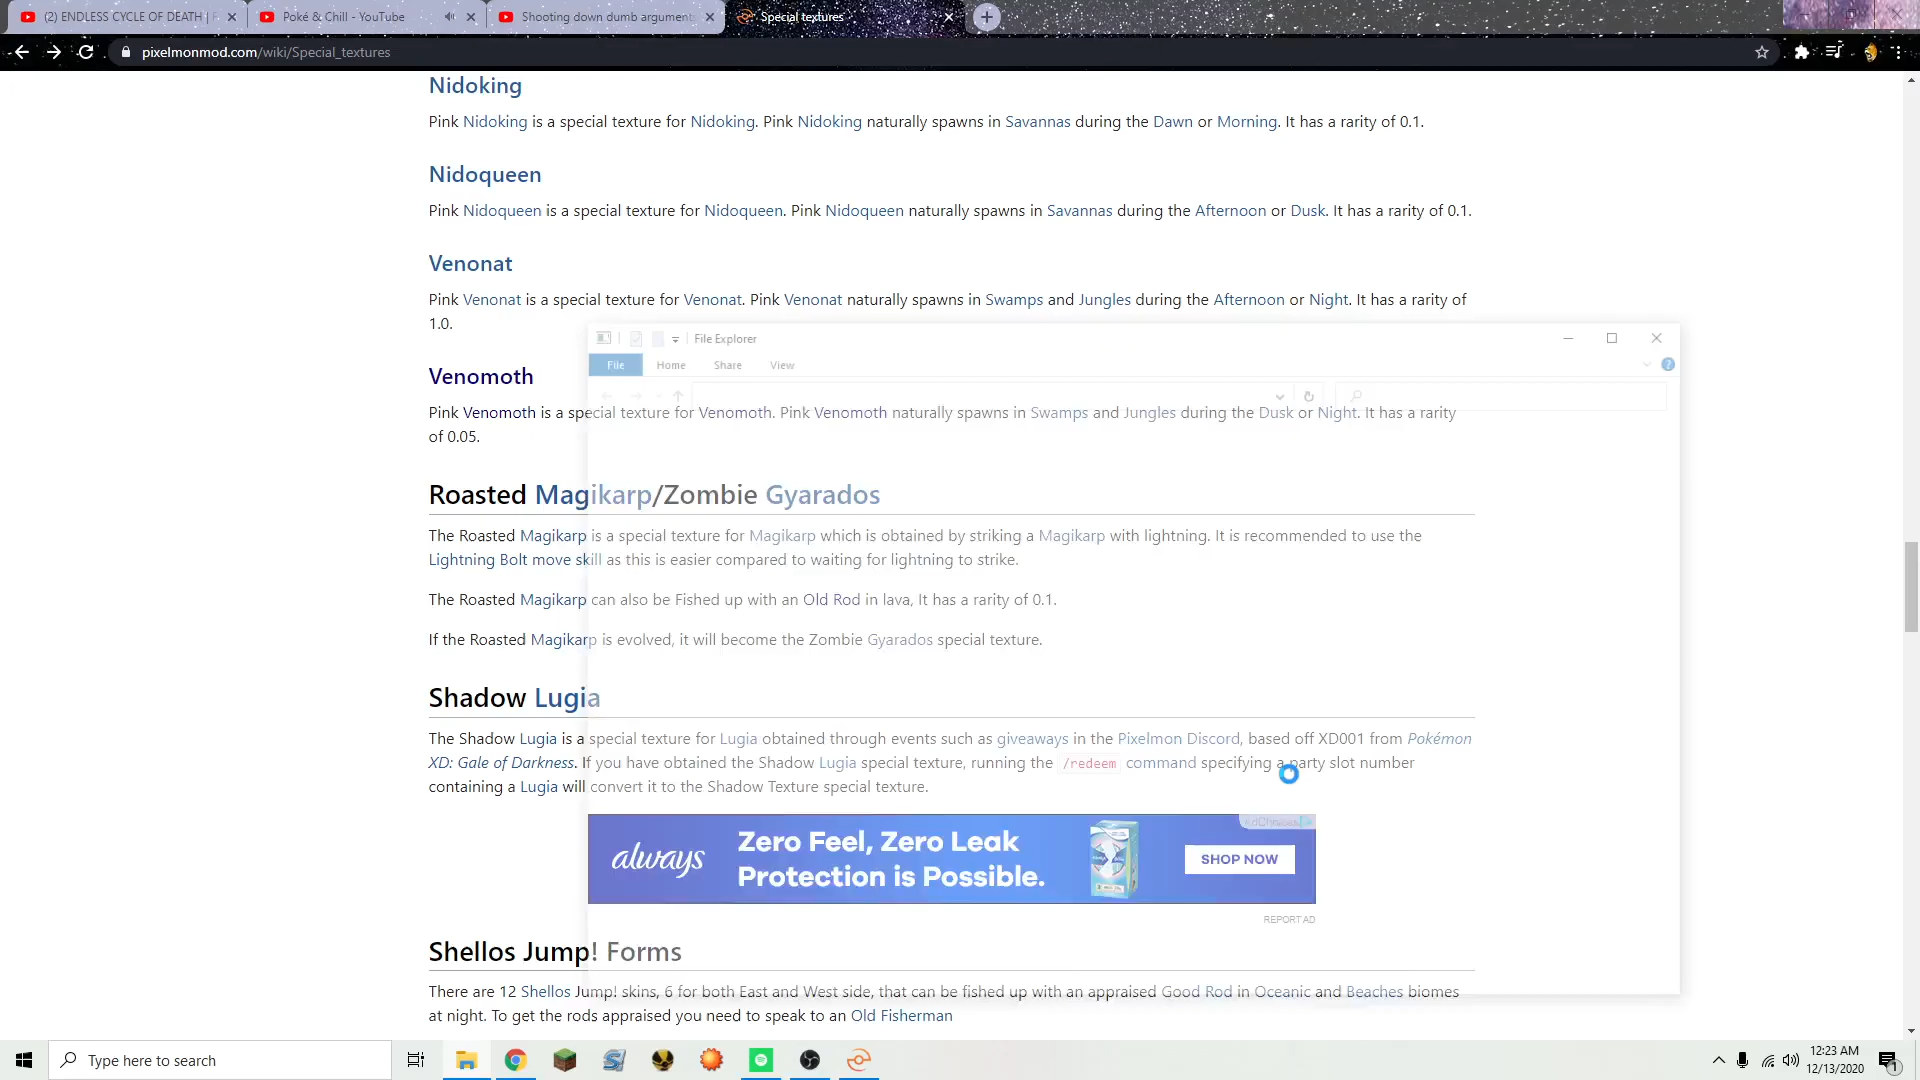 (2) ENDLESS CYCLE OF DEATH |
Poké & Chill - YouTube
Shooting down dumb argument
Special textures
pixelmonmod.com/wiki/Special_textures
Nidoking
Pink Nidoking is a special texture for Nidoking. Pink Nidoking naturally spawns in Savannas during the Dawn or Morning. It has a rarity of 0.1.
Nidoqueen
Pink Nidoqueen is a special texture for Nidoqueen. Pink Nidoqueen naturally spawns in Savannas during the Afternoon or Dusk. It has a rarity of 0.1.
Venonat
Pink Venonat is a special texture for Venonat. Pink Venonat naturally spawns in Swamps and Jungles during the Afternoon or Night. It has a rarity of
1.0.
File Explorer
File Home Share View
Venomoth
Pink Venomoth is a special texture for Venomoth. Pink Venomoth naturally spawns in Swamps and Jungles during the Dusk or Night. It has a rarity
of 0.05.
Roasted Magikarp/Zombie Gyarados
The Roasted Magikarp is a special texture for Magikarp which is obtained by striking a Magikarp with lightning. It is recommended to use the
Lightning Bolt move skill as this is easier compared to waiting for lightning to strike.
The Roasted Magikarp can also be Fished up with an Old Rod in lava, It has a rarity of 0.1.
If the Roasted Magikarp is evolved, it will become the Zombie Gyarados special texture.
Shadow Lugia
The Shadow Lugia is a special texture for Lugia obtained through events such as giveaways in the Pixelmon Discord, based off XD001 from Pokémon
XD: Gale of Darkness. If you have obtained the Shadow Lugia special texture, running the /redeem command specifying a party slot number
containing a Lugia will convert it to the Shadow Texture special texture.
always
Zero Feel, Zero Leak
Protection is Possible.
SHOP NOW
REPORT AD
Shellos Jump! Forms
There are 12 Shellos Jump! skins, 6 for both East and West side, that can be fished up with an appraised Good Rod in Oceanic and Beaches biomes
at night. To get the rods appraised you need to speak to an Old Fisherman
Type here to search
12:23 AM
12/13/2020
1